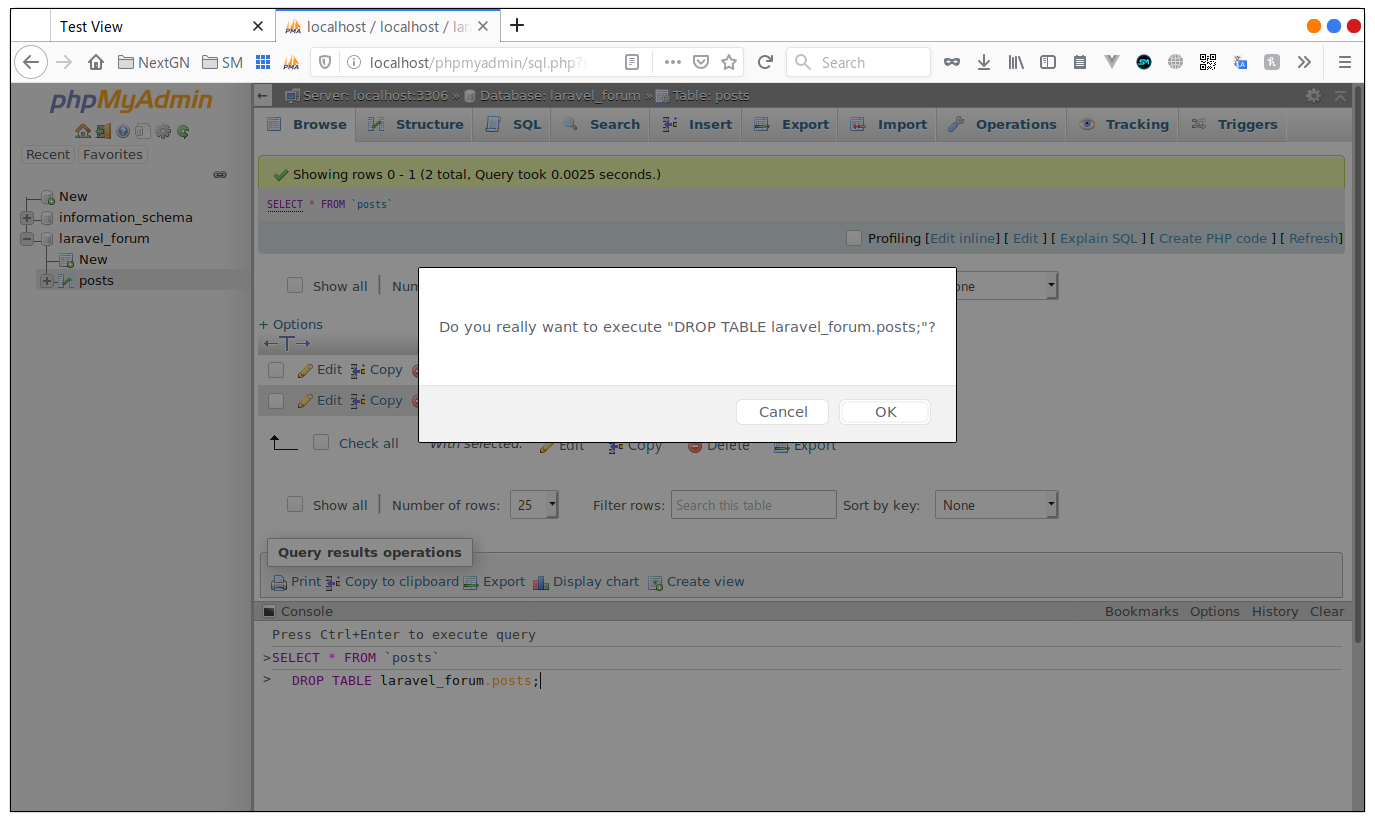 Test View
localhost / localhost / lar
NextGN SM localhost/phpmyadmin/sql.php?s Search
phpMyAdmin
Recent Favorites
New
information_schema
laravel_forum
New
posts
Server: localhost:3306 » Database: laravel_forum » Table: posts
Browse Structure SQL Search Insert Export Import Operations Tracking Triggers
Showing rows 0 - 1 (2 total, Query took 0.0025 seconds.)
SELECT * FROM `posts`
Profiling [Edit inline] [ Edit ] [ Explain SQL ] [ Create PHP code ] [ Refresh]
Show all Num one
+ Options
←T→
Edit Copy
Edit Copy
Do you really want to execute "DROP TABLE laravel_forum.posts;"?
Cancel OK
Check all With selected: Edit Copy Delete Export
Show all Number of rows: 25 Filter rows: Search this table Sort by key: None
Query results operations
Print Copy to clipboard Export Display chart Create view
Console Bookmarks Options History Clear
Press Ctrl+Enter to execute query
>SELECT * FROM `posts`
> DROP TABLE laravel_forum.posts;